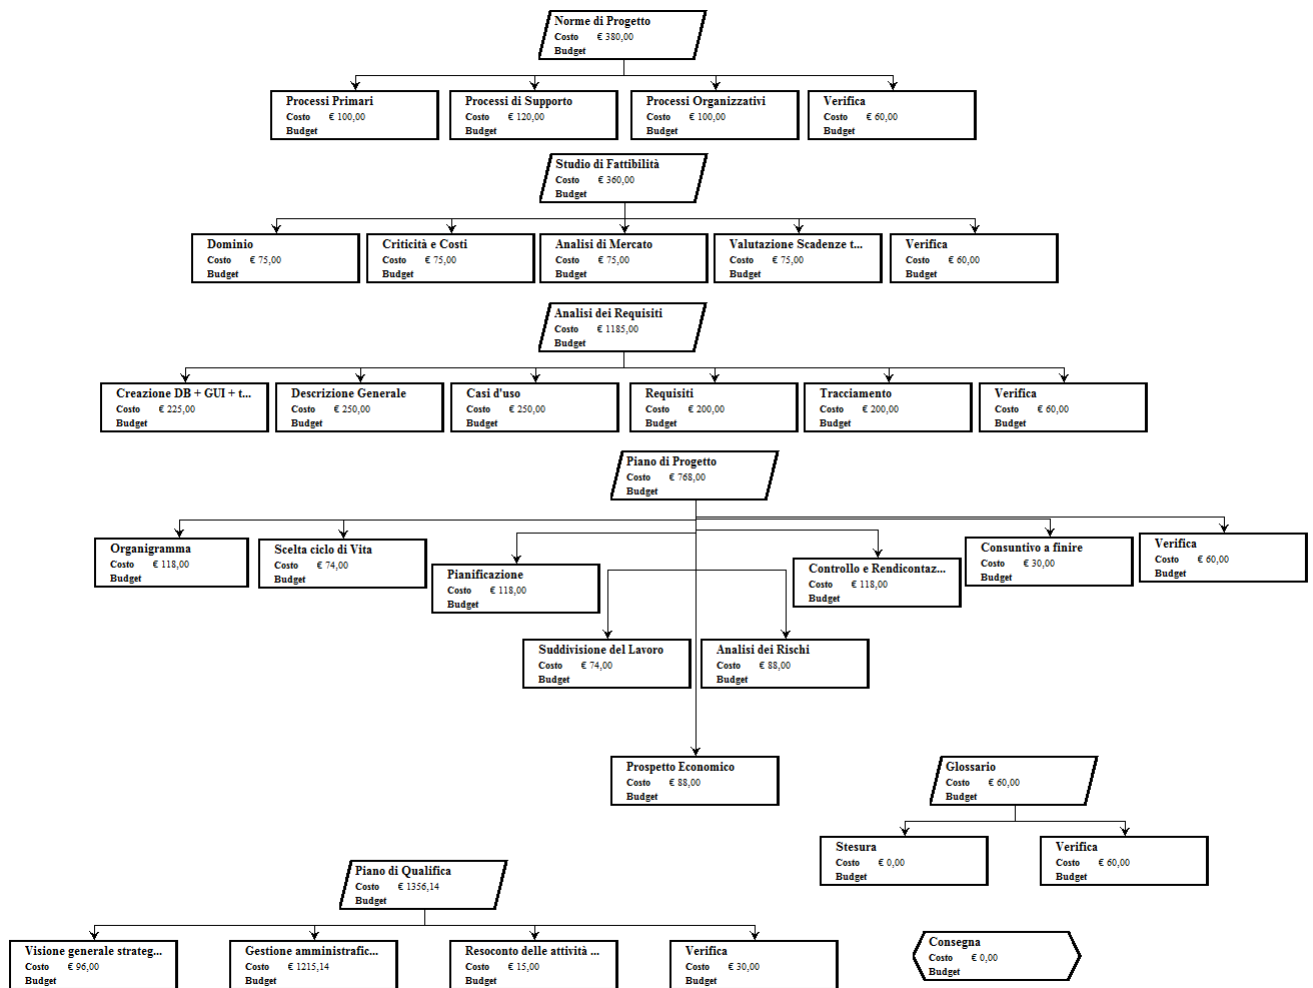 Norme di Progetto
Costo € 380,00
Budget
Processi Primari
Costo € 100,00
Budget
Processi di Supporto
Costo € 120,00
Budget
Processi Organizzativi
Costo € 100,00
Budget
Verifica
Costo € 60,00
Budget
Studio di Fattibilità
Costo € 360,00
Budget
Dominio
Costo € 75,00
Budget
Criticità e Costi
Costo € 75,00
Budget
Analisi di Mercato
Costo € 75,00
Budget
Valutazione Scadenze t...
Costo € 75,00
Budget
Verifica
Costo € 60,00
Budget
Analisi dei Requisiti
Costo € 1185,00
Budget
Creazione DB + GUI + t...
Costo € 225,00
Budget
Descrizione Generale
Costo € 250,00
Budget
Casi d'uso
Costo € 250,00
Budget
Requisiti
Costo € 200,00
Budget
Tracciamento
Costo € 200,00
Budget
Verifica
Costo € 60,00
Budget
Piano di Progetto
Costo € 768,00
Budget
Organigramma
Costo € 118,00
Budget
Scelta ciclo di Vita
Costo € 74,00
Budget
Pianificazione
Costo € 118,00
Budget
Controllo e Rendicontaz...
Costo € 118,00
Budget
Consuntivo a finire
Costo € 30,00
Budget
Verifica
Costo € 60,00
Budget
Suddivisione del Lavoro
Costo € 74,00
Budget
Analisi dei Rischi
Costo € 88,00
Budget
Prospetto Economico
Costo € 88,00
Budget
Glossario
Costo € 60,00
Budget
Stesura
Costo € 0,00
Budget
Verifica
Costo € 60,00
Budget
Piano di Qualifica
Costo € 1356,14
Budget
Visione generale strateg...
Costo € 96,00
Budget
Gestione amministrafic...
Costo € 1215,14
Budget
Resoconto delle attività ...
Costo € 15,00
Budget
Verifica
Costo € 30,00
Budget
Consegna
Costo € 0,00
Budget